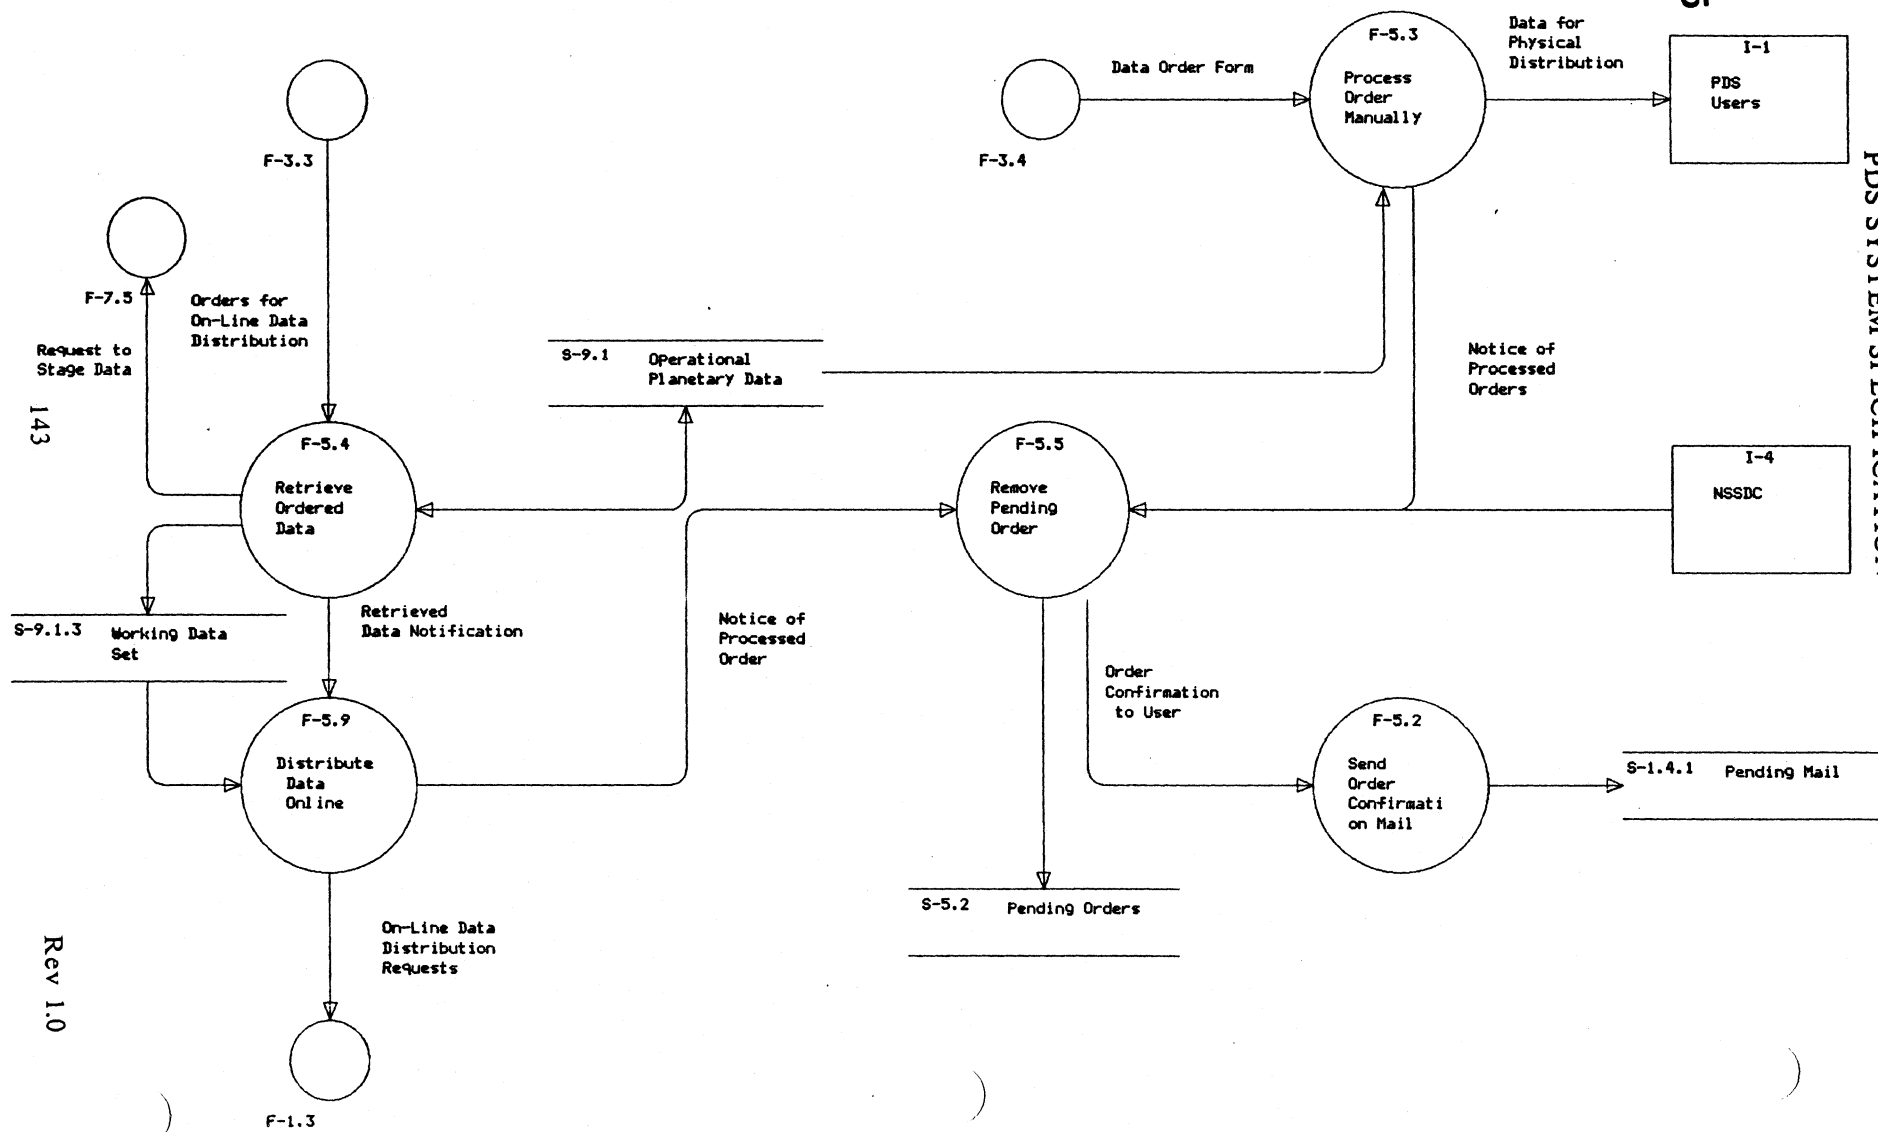 F-5.3
Process
Order
Manually
Data for
Physical
Distribution
I-1
PDS
Users
Data Order Form
F-3.4
F-3.3
F-7.5
Request to
Stage Data
Orders for
On-Line Data
Distribution
S-9.1
Operational
Planetary Data
Notice of
Processed
Orders
F-5.4
Retrieve
Ordered
Data
F-5.5
Remove
Pending
Order
I-4
NSSDC
S-9.1.3
Working Data
Set
Retrieved
Data Notification
Notice of
Processed
Order
Order
Confirmation
to User
F-5.9
Distribute
Data
Online
F-5.2
Send
Order
Confirmati
on Mail
S-1.4.1
Pending Mail
S-5.2
Pending Orders
On-Line Data
Distribution
Requests
F-1.3
143
Rev 1.0
PDS SYSTEM